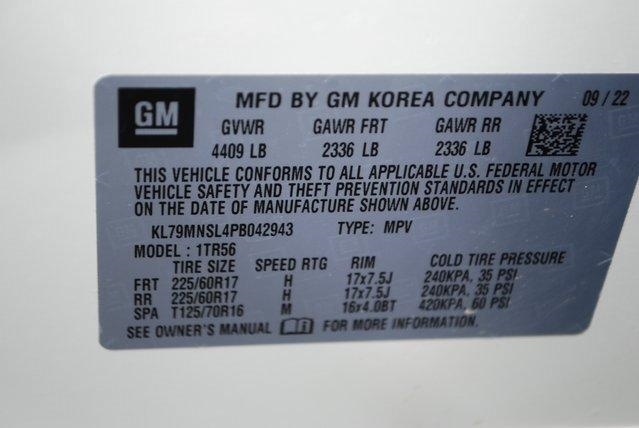 GM MFD BY GM KOREA COMPANY 09 / 22
GVWR GAWR FRT GAWR RR
4409 LB 2336 LB 2336 LB
THIS VEHICLE CONFORMS TO ALL APPLICABLE U.S. FEDERAL MOTOR
VEHICLE SAFETY AND THEFT PREVENTION STANDARDS IN EFFECT
ON THE DATE OF MANUFACTURE SHOWN ABOVE.
KL79MNSL4PB042943 TYPE: MPV
MODEL : 1TR56
TIRE SIZE SPEED RTG RIM COLD TIRE PRESSURE
FRT 225/60R17 H 17x7.5J 240KPA, 35 PSI
RR 225/60R17 H 17x7.5J 240KPA, 35 PSI
SPA T125/70R16 M 16x4.0BT 420KPA, 60 PSI
SEE OWNER'S MANUAL FOR MORE INFORMATION.